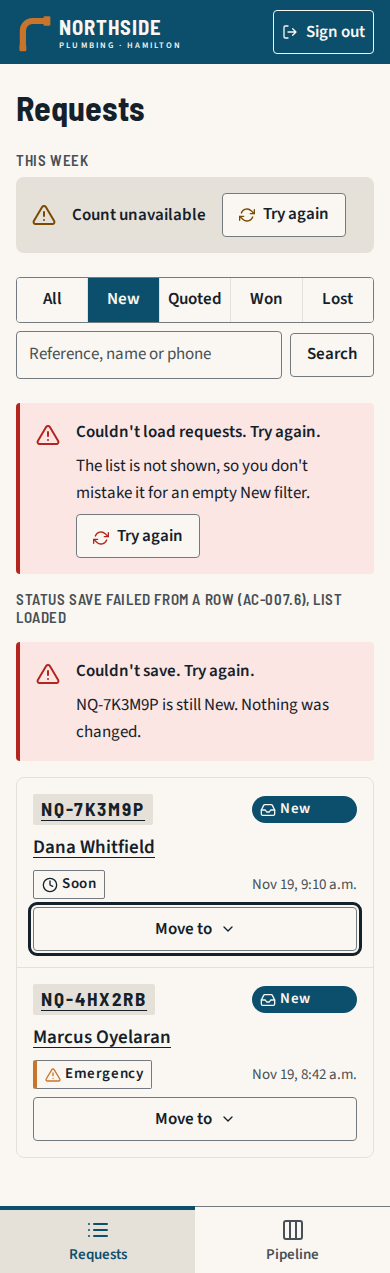 NORTHSIDE
PLUMBING · HAMILTON
Sign out
Requests
THIS WEEK
Count unavailable
Try again
All
New
Quoted
Won
Lost
Reference, name or phone
Search
Couldn't load requests. Try again.
The list is not shown, so you don't
mistake it for an empty New filter.
Try again
STATUS SAVE FAILED FROM A ROW (AC-007.6), LIST
LOADED
Couldn't save. Try again.
NQ-7K3M9P is still New. Nothing was
changed.
NQ-7K3M9P
New
Dana Whitfield
Soon
Nov 19, 9:10 a.m.
Move to
NQ-4HX2RB
New
Marcus Oyelaran
Emergency
Nov 19, 8:42 a.m.
Move to
Requests
Pipeline